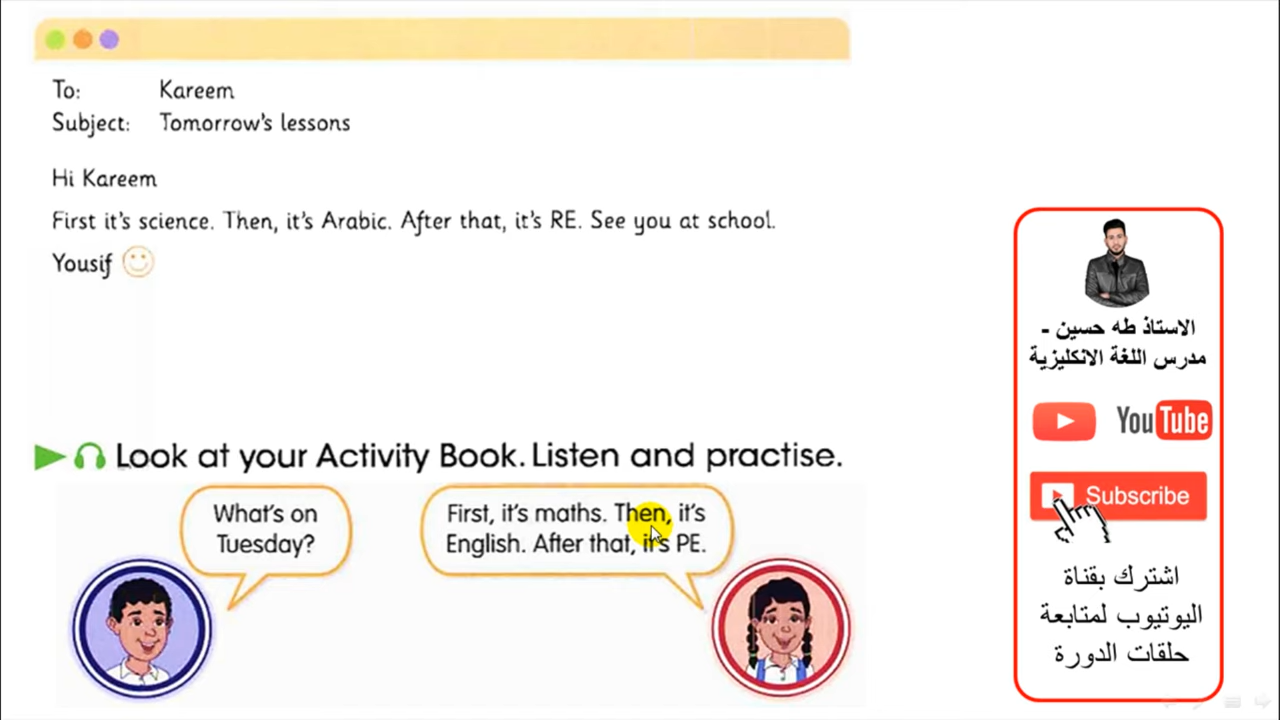 To: Kareem
Subject: Tomorrow's lessons
Hi Kareem
First it's science. Then, it's Arabic. After that, it's RE. See you at school.
Yousif
Look at your Activity Book. Listen and practise.
What's on
Tuesday?
First, it's maths. Then, it's
English. After that, it's PE.
الاستاذ طه حسين -
مدرس اللغة الانكليزية
YouTube
Subscribe
اشترك بقناة
اليوتيوب لمتابعة
حلقات الدورة